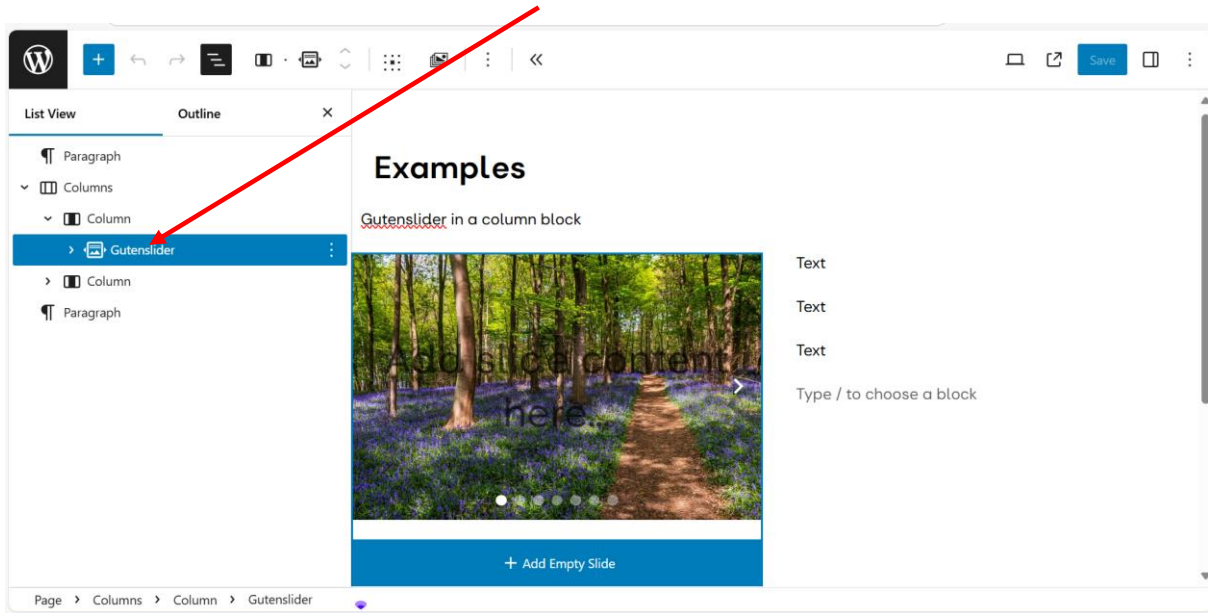 Save
List View Outline
Paragraph
Columns
Column
Gutenslider
Column
Paragraph
Examples
Gutenslider in a column block
Add slide content
here...
Text
Text
Text
Type / to choose a block
+ Add Empty Slide
Page > Columns > Column > Gutenslider